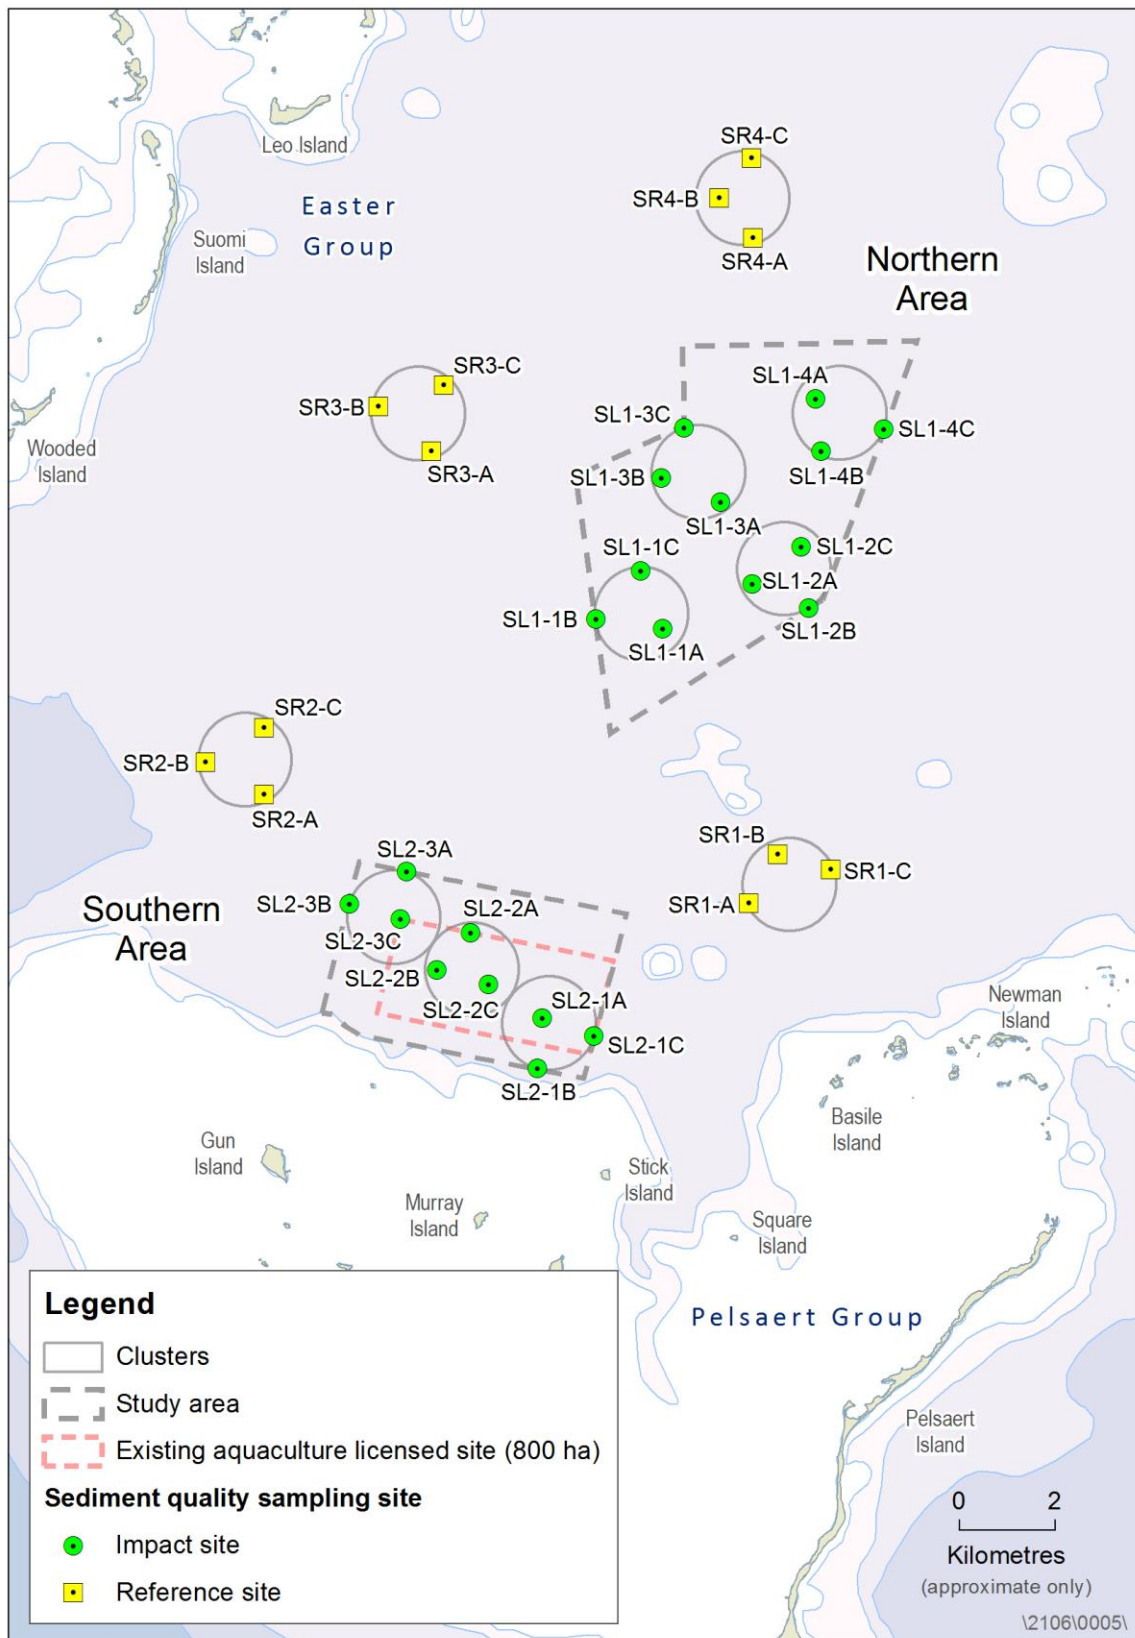 Leo Island
Easter
Group
Suomi
Island
SR4-C
SR4-B
SR4-A
Northern
Area
SR3-C
SR3-B
SR3-A
Wooded
Island
SL1-4A
SL1-3C
SL1-4C
SL1-4B
SL1-3B
SL1-3A
SL1-1C
SL1-2C
SL1-2A
SL1-1B
SL1-2B
SL1-1A
SR2-C
SR2-B
SR2-A
SR1-B
SR1-C
SR1-A
SL2-3A
Southern
Area
SL2-3B
SL2-2A
SL2-3C
SL2-2B
SL2-2C
SL2-1A
SL2-1C
SL2-1B
Newman
Island
Basile
Island
Gun
Island
Stick
Island
Murray
Island
Square
Island
Pelsaert Group
Pelsaert
Island
Legend
Clusters
Study area
Existing aquaculture licensed site (800 ha)
Sediment quality sampling site
Impact site
Reference site
0 2
Kilometres
(approximate only)
\2106\0005\